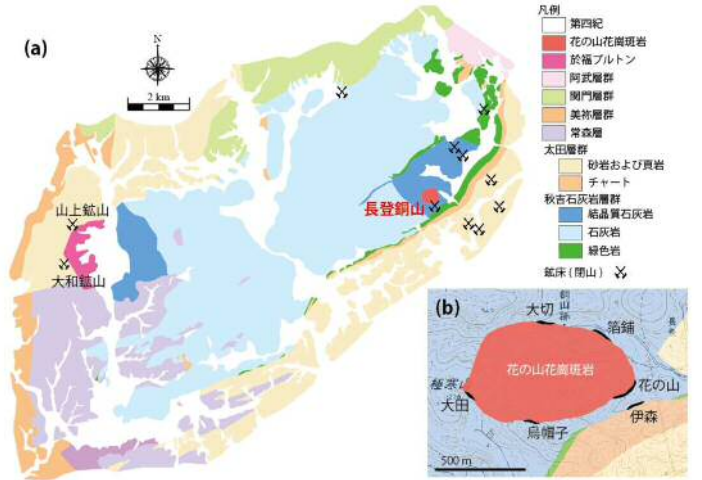 (a)
N
2 km
山上鉱山
大和鉱山
長登銅山
凡例
第四紀
花の山花崗斑岩
於福プルトン
阿武層群
関門層群
美祢層群
常森層
太田層群
砂岩および頁岩
チャート
秋吉石灰岩層群
結晶質石灰岩
石灰岩
緑色岩
鉱床(閉山)
(b)
大切
銅山跡
箔鋪
花の山花崗斑岩
花の山
大田
伊森
烏帽子
500 m